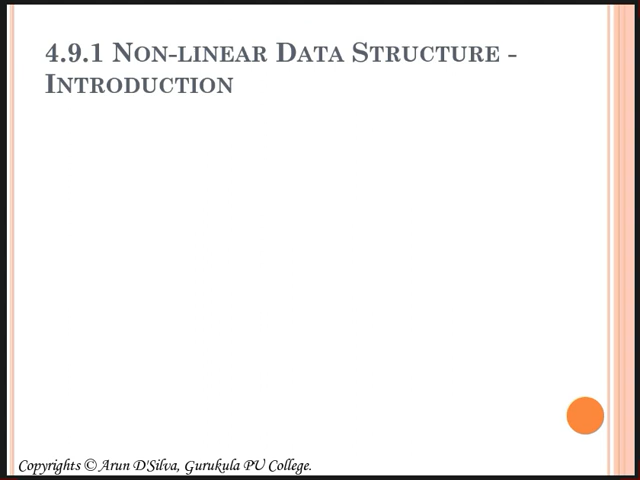 4.9.1 Non-linear Data Structure -
Introduction
Copyrights © Arun D'Silva, Gurukula PU College.